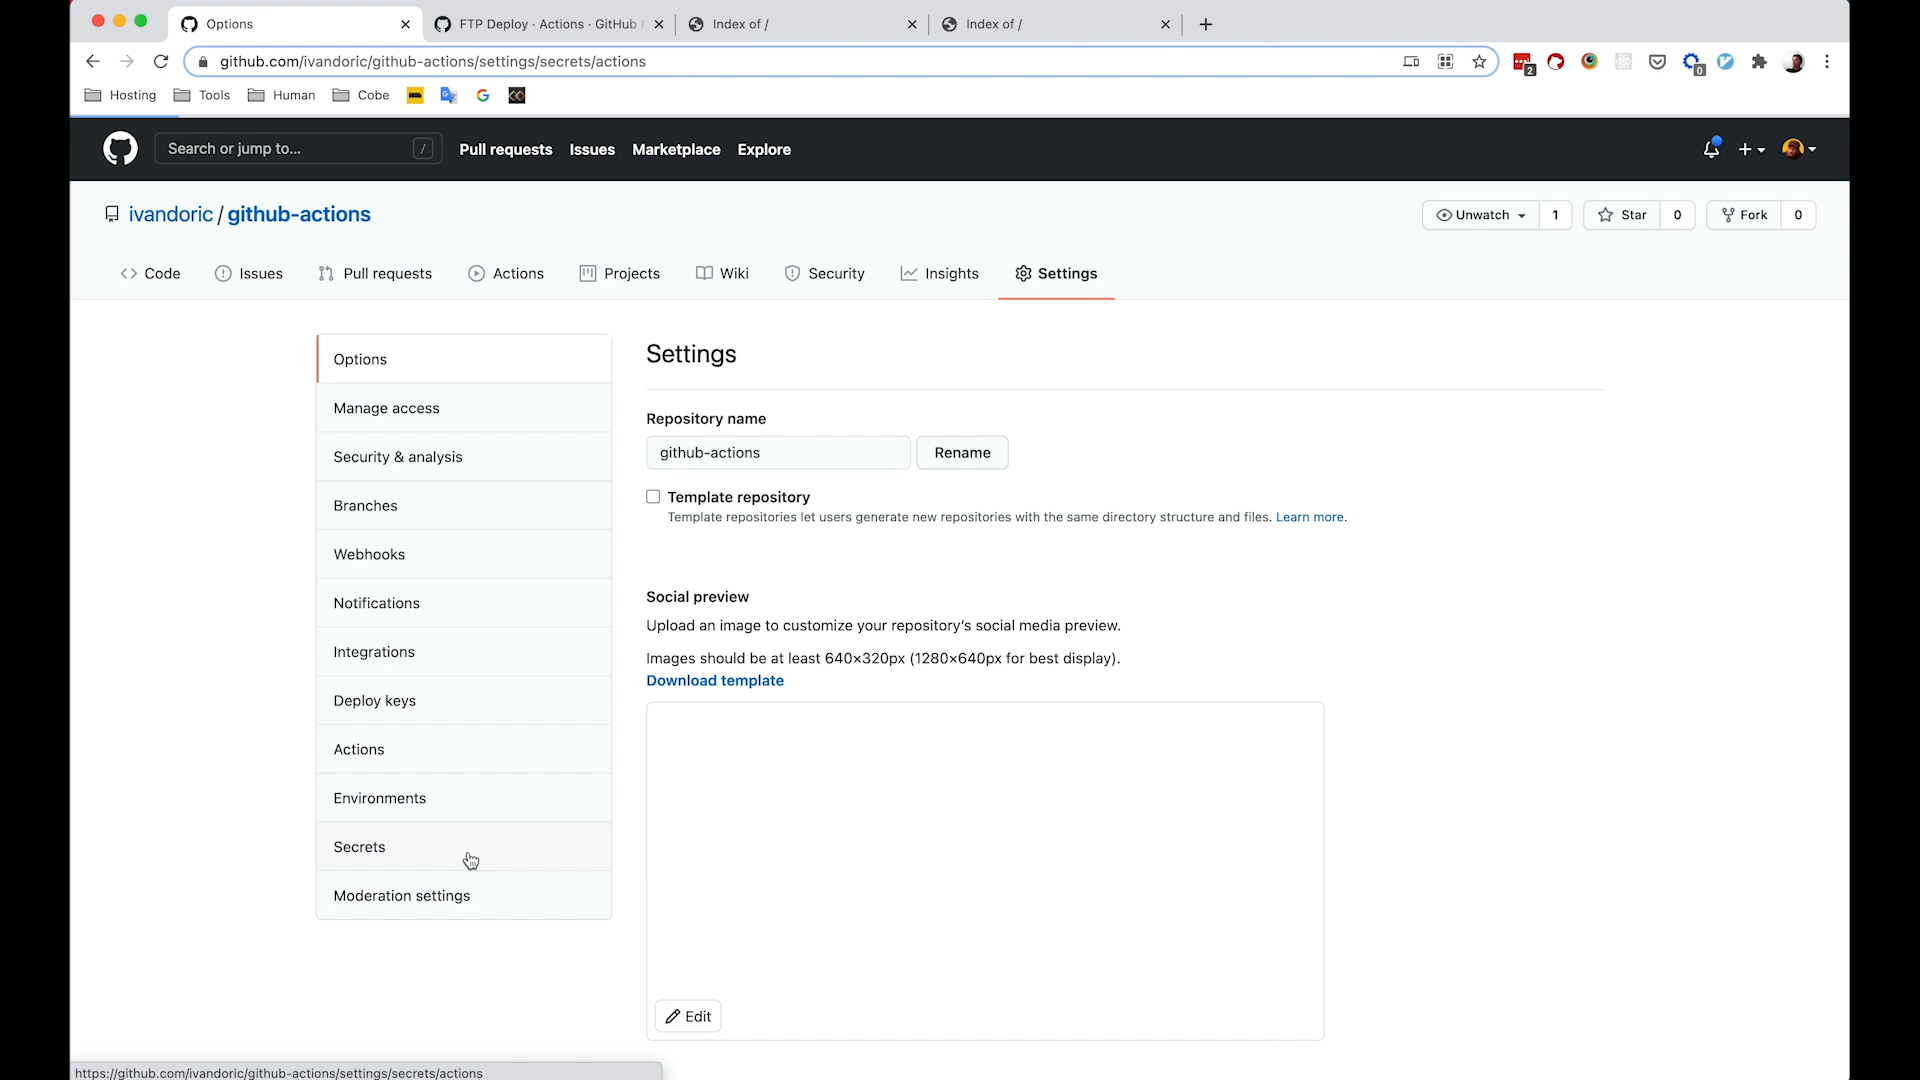 Options
FTP Deploy · Actions · GitHub
Index of /
Index of /
github.com/ivandoric/github-actions/settings/secrets/actions
2
0
Hosting
Tools
Human
Cobe
Search or jump to...
/
Pull requests
Issues
Marketplace
Explore
ivandoric / github-actions
Unwatch
1
Star
0
Fork
0
Code
Issues
Pull requests
Actions
Projects
Wiki
Security
Insights
Settings
Options
Manage access
Security & analysis
Branches
Webhooks
Notifications
Integrations
Deploy keys
Actions
Environments
Secrets
Moderation settings
Settings
Repository name
github-actions
Rename
Template repository
Template repositories let users generate new repositories with the same directory structure and files. Learn more.
Social preview
Upload an image to customize your repository's social media preview.
Images should be at least 640×320px (1280×640px for best display).
Download template
Edit
https://github.com/ivandoric/github-actions/settings/secrets/actions